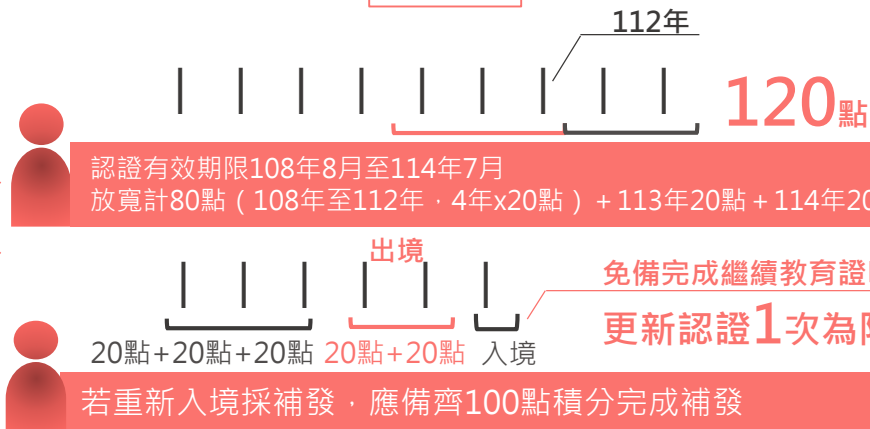 112年
120點
認證有效期限108年8月至114年7月
放寬計80點（108年至112年，4年x20點）+113年20點+114年20
出境
免備完成繼續教育證
20點+20點+20點 20點+20點 入境
更新認證1次為限
若重新入境採補發，應備齊100點積分完成補發